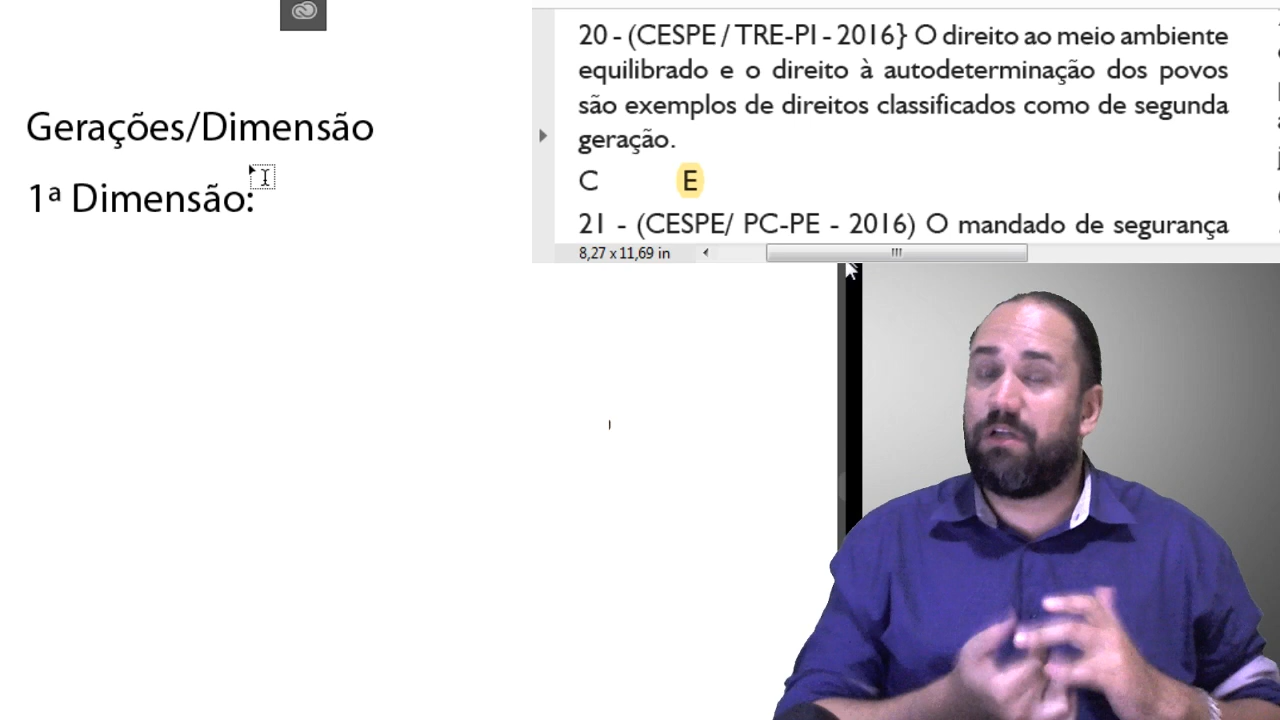 Gerações/Dimensão
1ª Dimensão:
20 - (CESPE / TRE-PI - 2016} O direito ao meio ambiente
equilibrado e o direito à autodeterminação dos povos
são exemplos de direitos classificados como de segunda
geração.
C E
21 - (CESPE/ PC-PE - 2016) O mandado de segurança
8,27 x 11,69 in